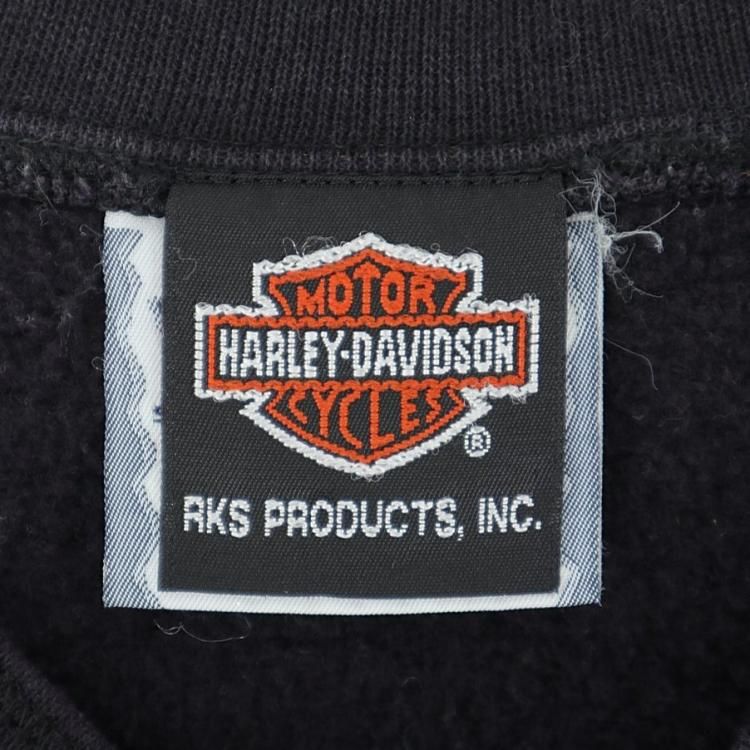 MOTOR
HARLEY-DAVIDSON
CYCLES
®
RKS PRODUCTS, INC.